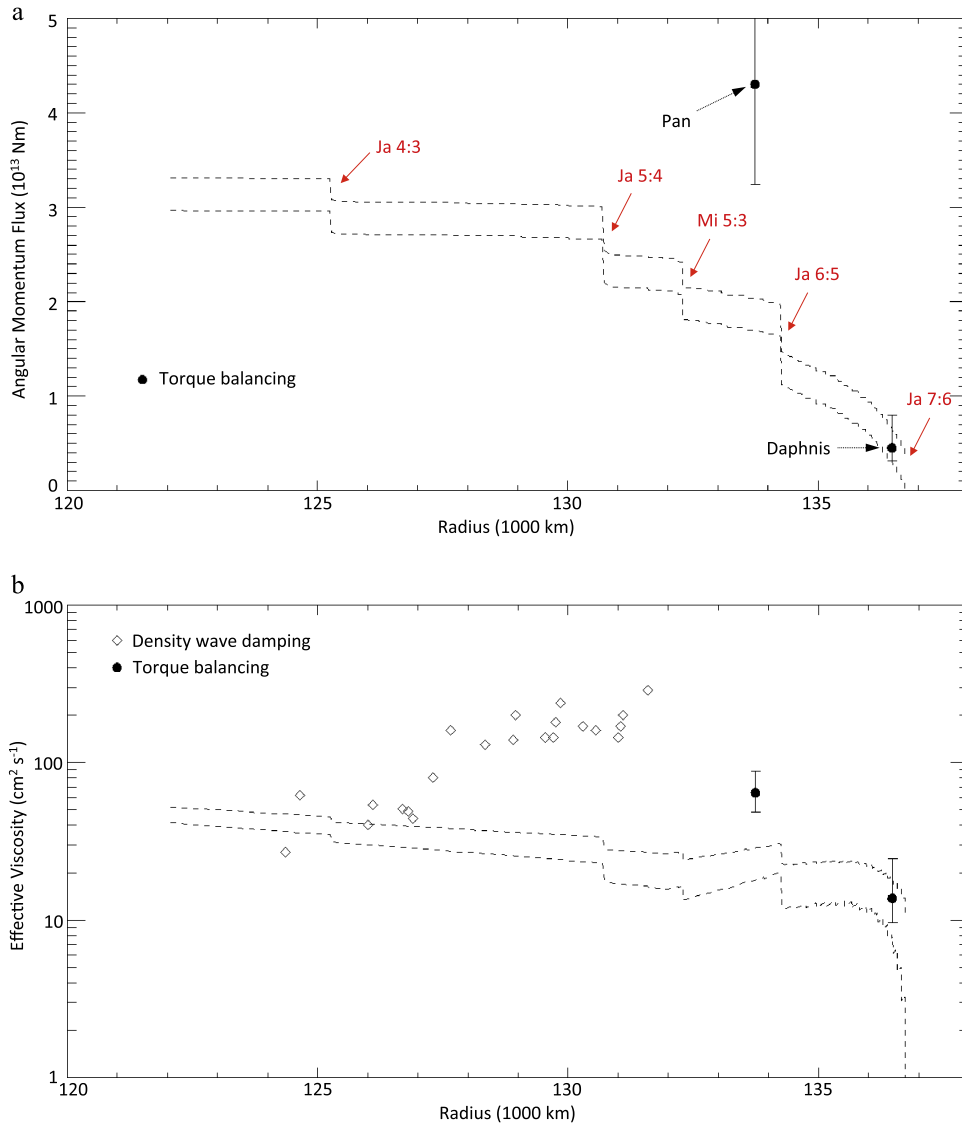 a
5
4
3
2
1
0
Angular Momentum Flux (10¹³ Nm)
Pan
Ja 4:3
Ja 5:4
Mi 5:3
Ja 6:5
Torque balancing
Ja 7:6
Daphnis
120 125 130 135
Radius (1000 km)
b
1000
100
10
1
Effective Viscosity (cm² s⁻¹)
Density wave damping
Torque balancing
120 125 130 135
Radius (1000 km)